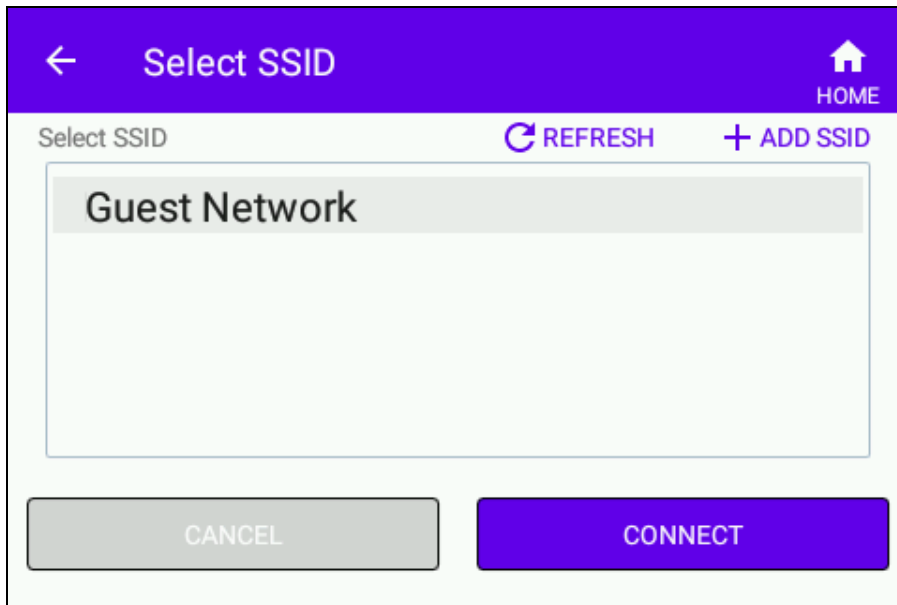 Select SSID
HOME
Select SSID REFRESH ADD SSID
Guest Network
CANCEL CONNECT